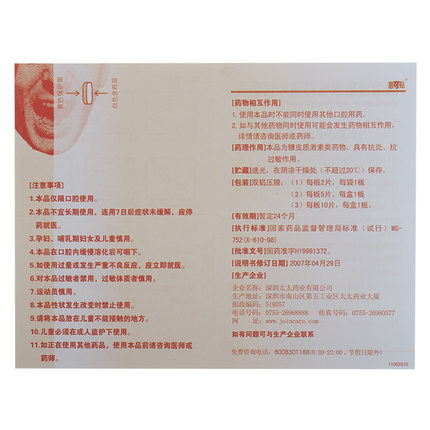 黄色保护面
白色含药层
意可贴
[注意事项]
1.本品仅限口腔使用。
2.本品不宜长期使用，连用7日后症状未缓解，应停
药就医。
3.孕妇、哺乳期妇女及儿童慎用。
4.本品在口腔内缓慢溶化后可咽下。
5.如使用过量或发生严重不良反应，应立即就医。
6.对本品过敏者禁用，过敏体质者慎用。
7.运动员慎用。
8.本品性状发生改变时禁止使用。
9.请将本品放在儿童不能接触的地方。
10.儿童必须在成人监护下使用。
11.如正在使用其他药品，使用本品前请咨询医师或
药师。
[药物相互作用]
1. 使用本品时不能同时使用其他口腔用药。
2. 如与其他药物同时使用可能会发生药物相互作用，
详情请咨询医师或药师。
[药理作用]本品为糖皮质激素类药物，具有抗炎、抗
过敏作用。
[贮藏]遮光，在阴凉干燥处（不超过20℃）保存。
[包装]双铝压膜：（1）每板2片，每袋1板
（2）每板5片，每盒1板
（3）每板10片，每盒1板。
[有效期]暂定24个月
[执行标准]国家药品监督管理局标准（试行）WS-
752(X-610-98)
[批准文号]国药准字H19991372.
[说明书修订日期]2007年04月29日
[生产企业]
企业名称：深圳太太药业有限公司
生产地址：深圳市南山区第五工业区太太药业大厦
邮政编码：518057
电话号码：0755-26968888 传真号码：0755-26980577
网 址：www.joincare.com
如有问题可与生产企业联系
免费咨询电话：8008301188(8:30-22:00，节假日除外)